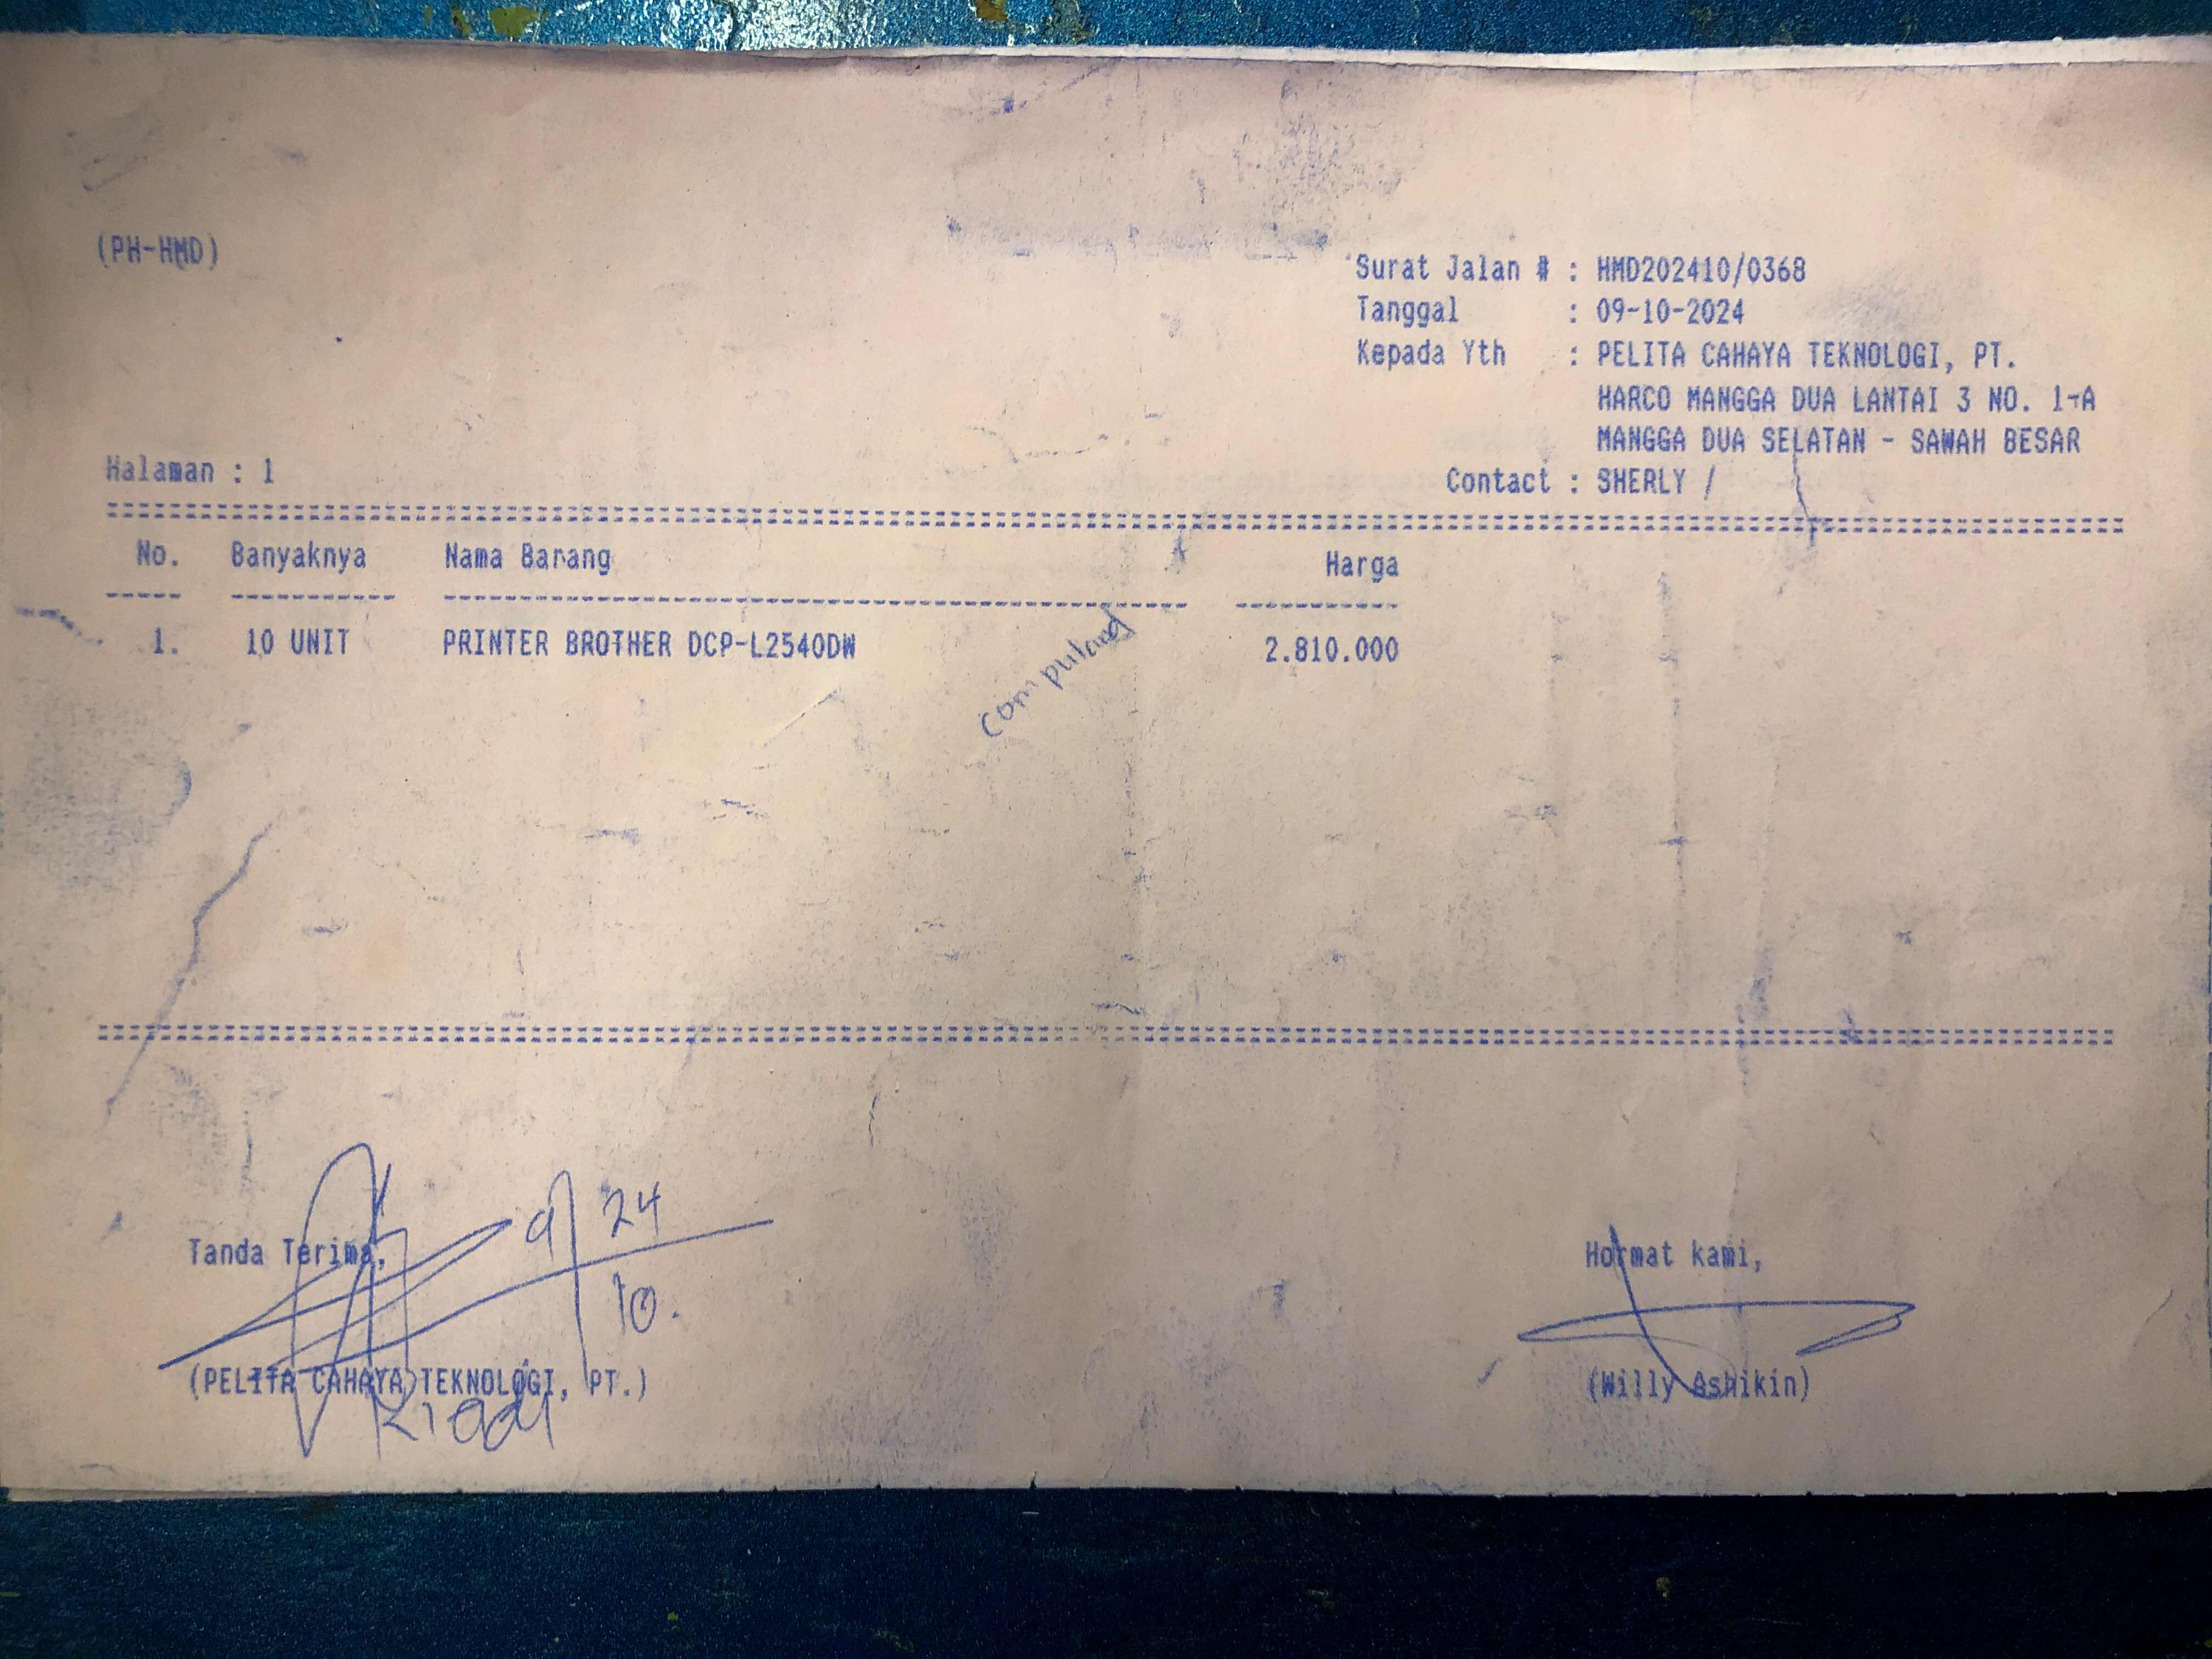 (PH-HMD)
Surat Jalan # : HMD202410/0368
Tanggal : 09-10-2024
Kepada Yth : PELITA CAHAYA TEKNOLOGI, PT.
HARCO MANGGA DUA LANTAI 3 NO. 1-A
MANGGA DUA SELATAN - SAWAH BESAR
Halaman : 1
Contact : SHERLY /
No. Banyaknya Nama Barang Harga
1. 10 UNIT PRINTER BROTHER DCP-L2540DW 2.810.000
Com pulang
9/24
10.
Tanda Terima,
Hormat kami,
(PELITA CAHAYA TEKNOLOGI, PT.)
(Willy Ashikin)